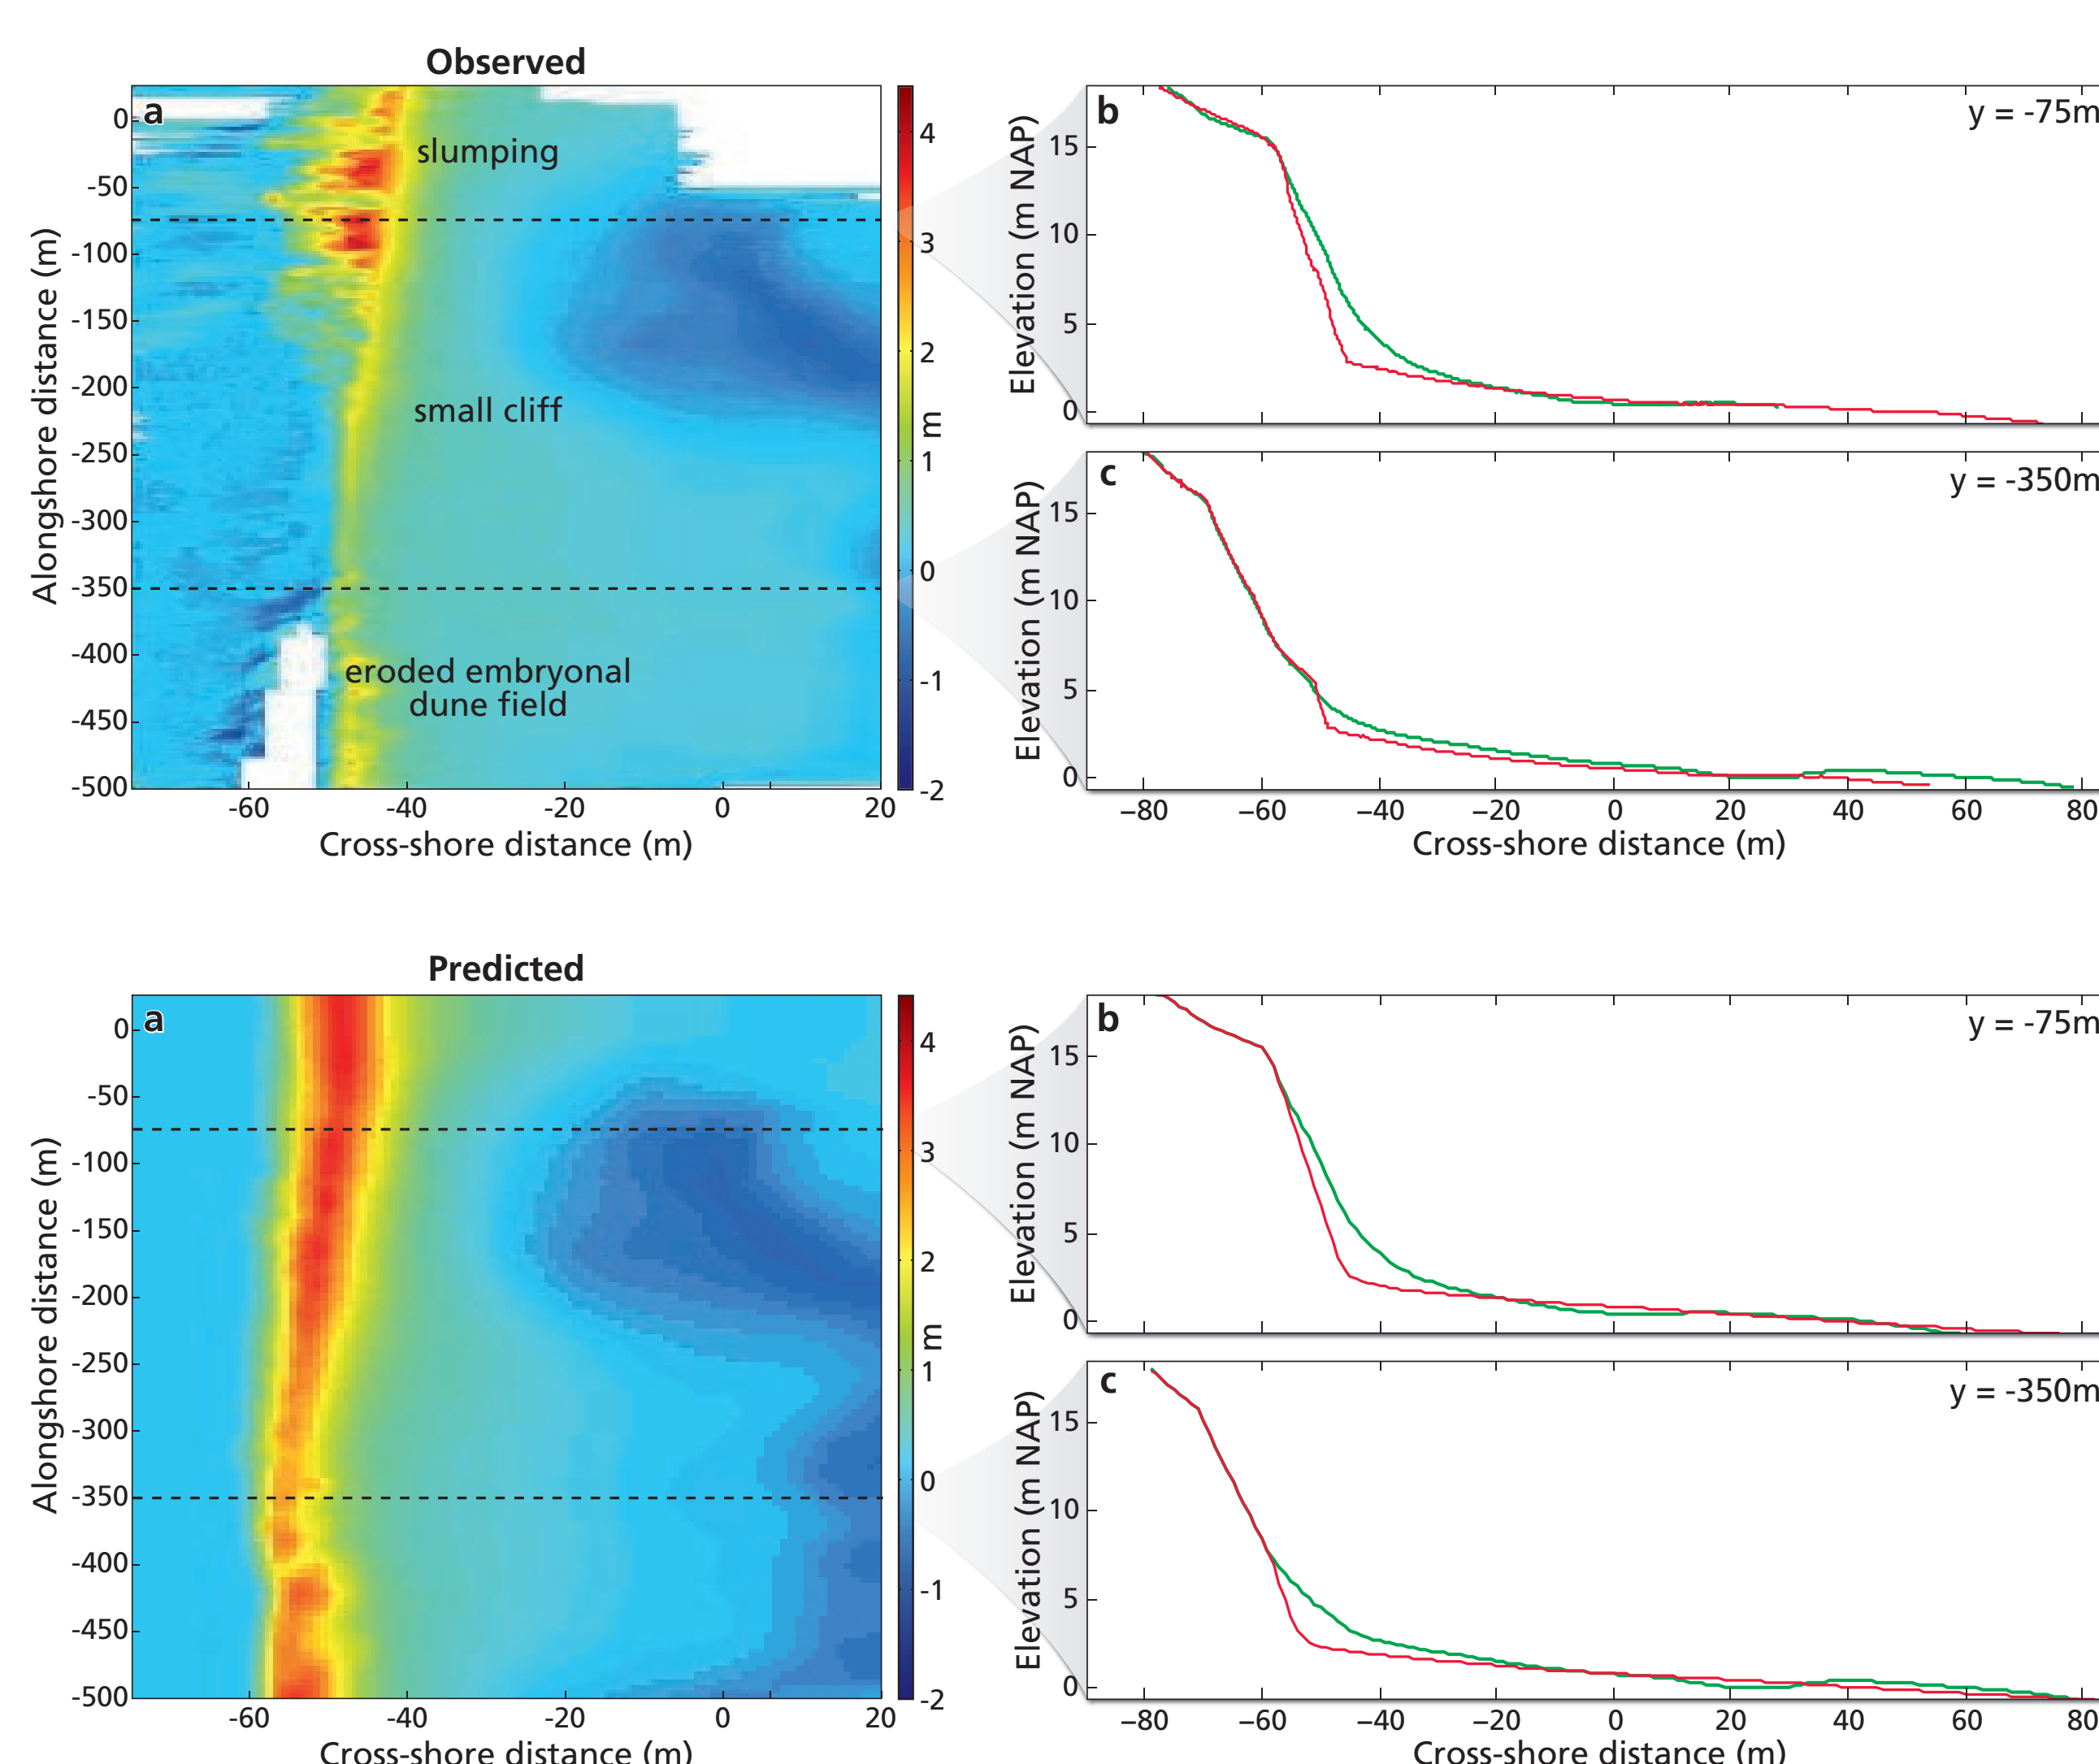 Observed
a
slumping
small cliff
eroded embryonal
dune field
0
-50
-100
-150
-200
-250
-300
-350
-400
-450
-500
Alongshore distance (m)
-60 -40 -20 0 20
Cross-shore distance (m)
4
3
2
1
0
-1
-2
m
b
y = -75m
15
10
5
0
Elevation (m NAP)
c
y = -350m
15
10
5
0
Elevation (m NAP)
−80 −60 −40 −20 0 20 40 60 80
Cross-shore distance (m)
Predicted
a
0
-50
-100
-150
-200
-250
-300
-350
-400
-450
-500
Alongshore distance (m)
-60 -40 -20 0 20
Cross-shore distance (m)
4
3
2
1
0
-1
-2
m
b
y = -75m
15
10
5
0
Elevation (m NAP)
c
y = -350m
15
10
5
0
Elevation (m NAP)
−80 −60 −40 −20 0 20 40 60 80
Cross-shore distance (m)